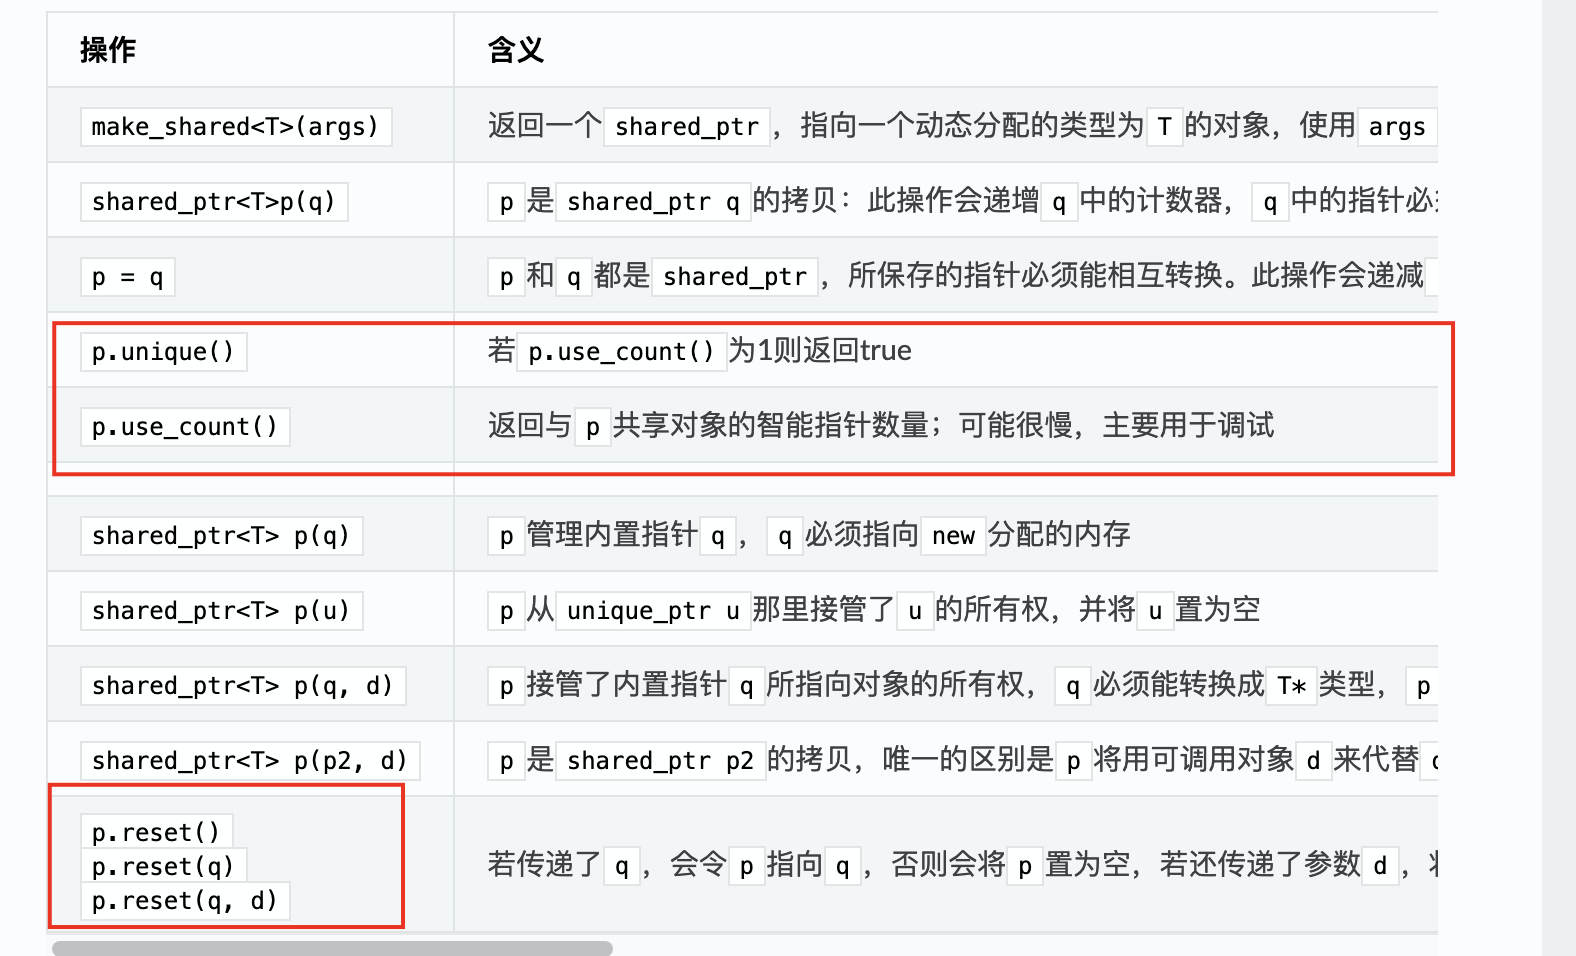 操作 含义
make_shared<T>(args) 返回一个 shared_ptr ，指向一个动态分配的类型为 T 的对象，使用 args
shared_ptr<T>p(q) p 是 shared_ptr q 的拷贝：此操作会递增 q 中的计数器， q 中的指针必
p = q p 和 q 都是 shared_ptr ，所保存的指针必须能相互转换。此操作会递减
p.unique() 若 p.use_count() 为1则返回true
p.use_count() 返回与 p 共享对象的智能指针数量；可能很慢，主要用于调试
shared_ptr<T> p(q) p 管理内置指针 q ， q 必须指向 new 分配的内存
shared_ptr<T> p(u) p 从 unique_ptr u 那里接管了 u 的所有权，并将 u 置为空
shared_ptr<T> p(q, d) p 接管了内置指针 q 所指向对象的所有权， q 必须能转换成 T* 类型， p
shared_ptr<T> p(p2, d) p 是 shared_ptr p2 的拷贝，唯一的区别是 p 将用可调用对象 d 来代替
p.reset()
p.reset(q)
p.reset(q, d)
若传递了 q ，会令 p 指向 q ，否则会将 p 置为空，若还传递了参数 d ，